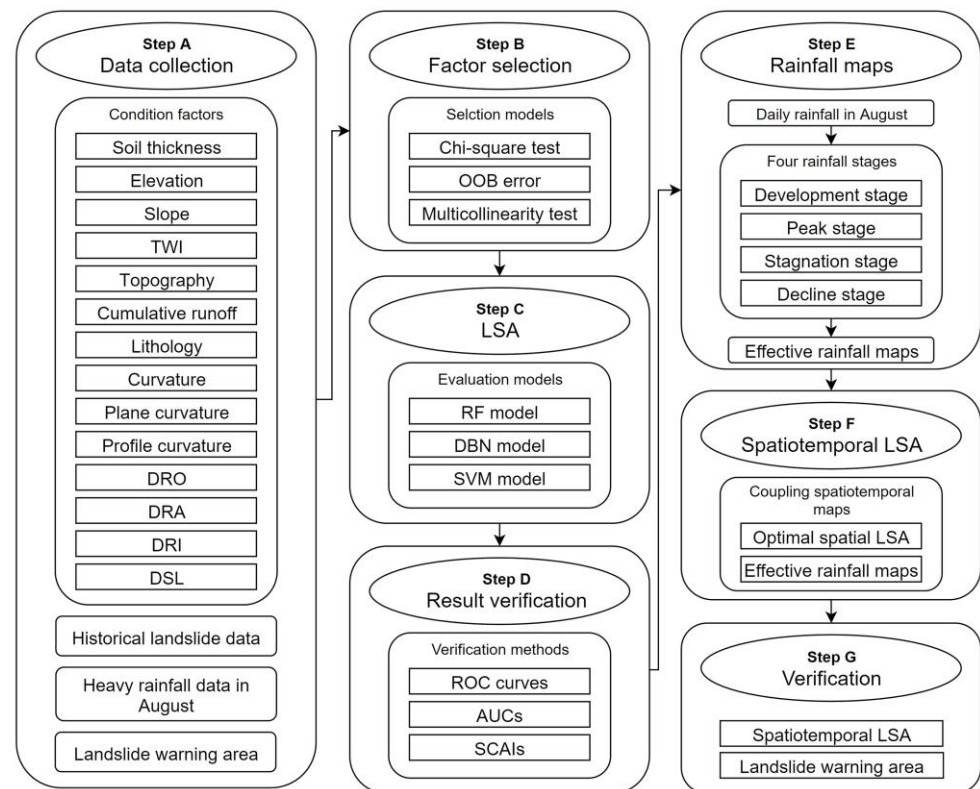 Step A
Data collection
Condition factors
Soil thickness
Elevation
Slope
TWI
Topography
Cumulative runoff
Lithology
Curvature
Plane curvature
Profile curvature
DRO
DRA
DRI
DSL
Historical landslide data
Heavy rainfall data in
August
Landslide warning area
Step B
Factor selection
Selction models
Chi-square test
OOB error
Multicollinearity test
Step C
LSA
Evaluation models
RF model
DBN model
SVM model
Step D
Result verification
Verification methods
ROC curves
AUCs
SCAIs
Step E
Rainfall maps
Daily rainfall in August
Four rainfall stages
Development stage
Peak stage
Stagnation stage
Decline stage
Effective rainfall maps
Step F
Spatiotemporal LSA
Coupling spatiotemporal
maps
Optimal spatial LSA
Effective rainfall maps
Step G
Verification
Spatiotemporal LSA
Landslide warning area